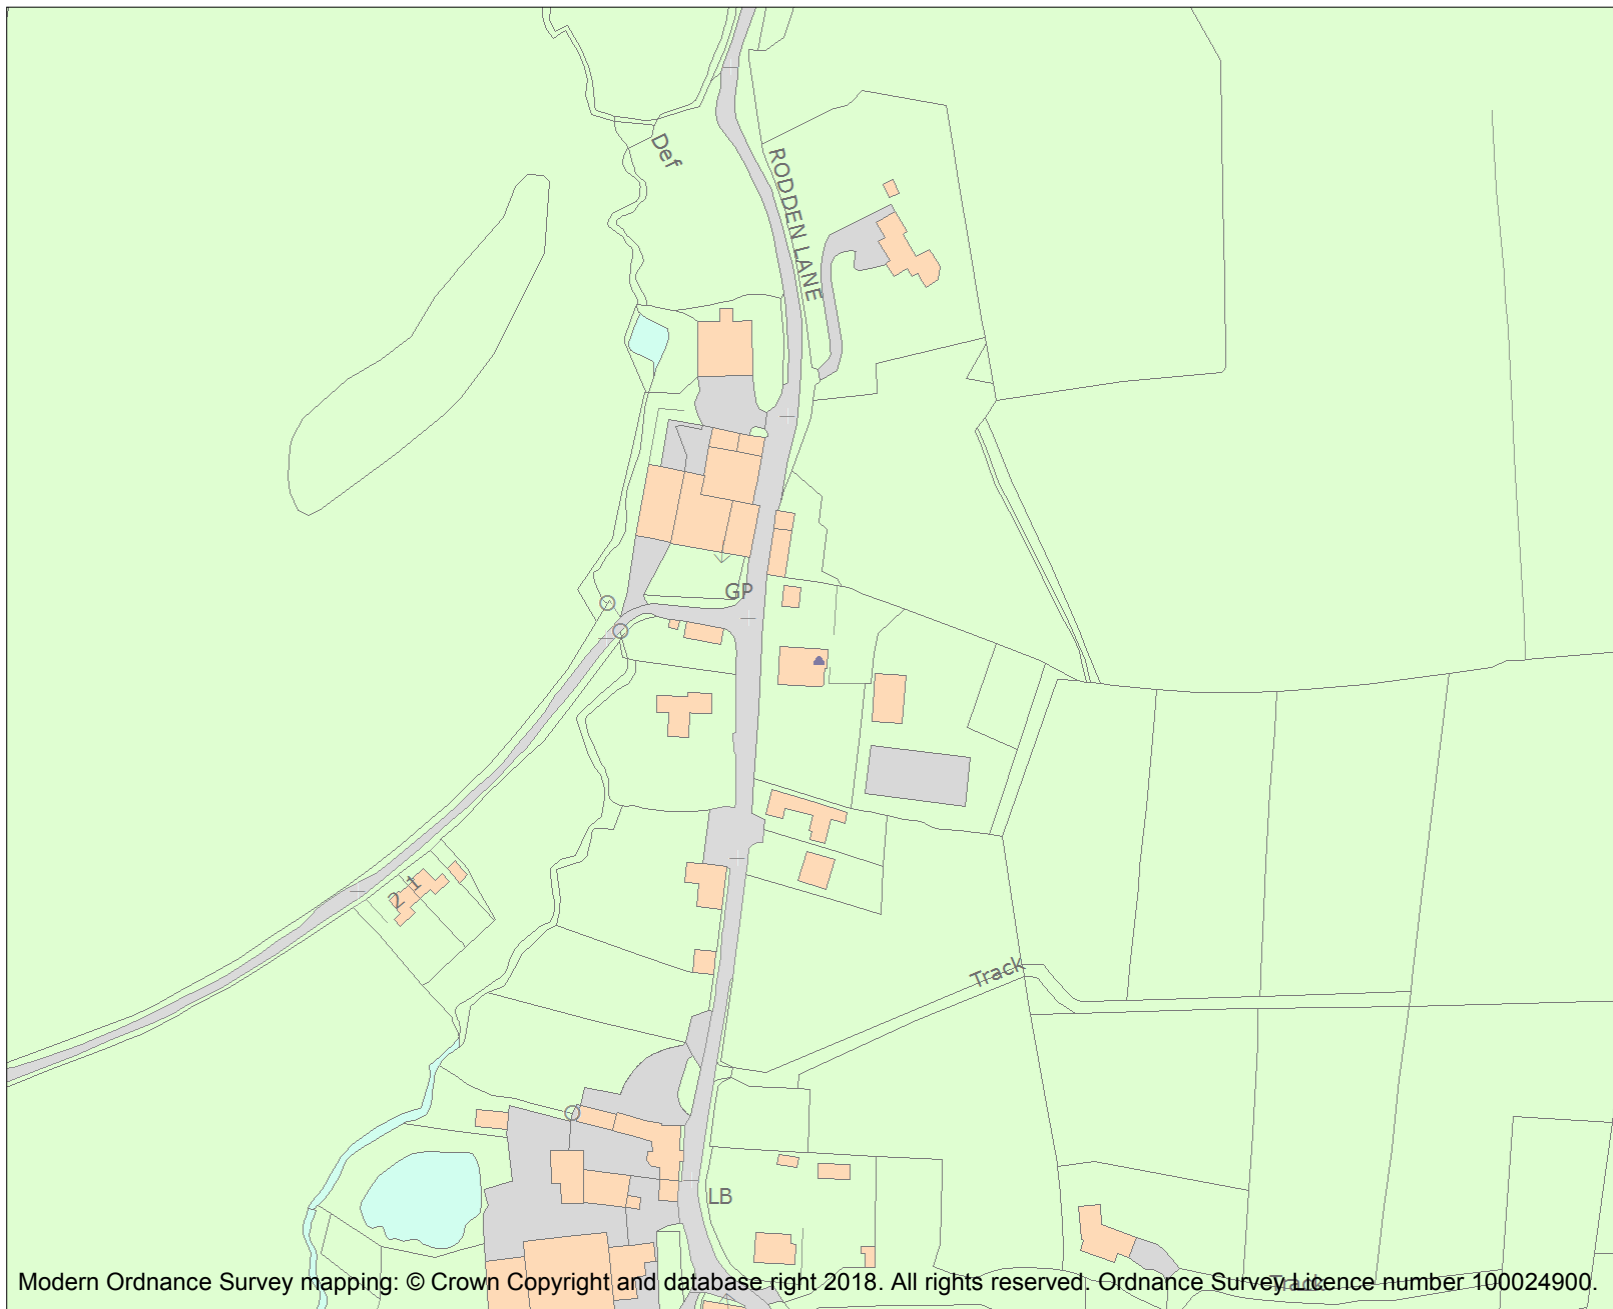 Def
RODDEN LANE
GP
1
2
Track
LB
Track
Modern Ordnance Survey mapping: © Crown Copyright and database right 2018. All rights reserved. Ordnance Survey Licence number 100024900.